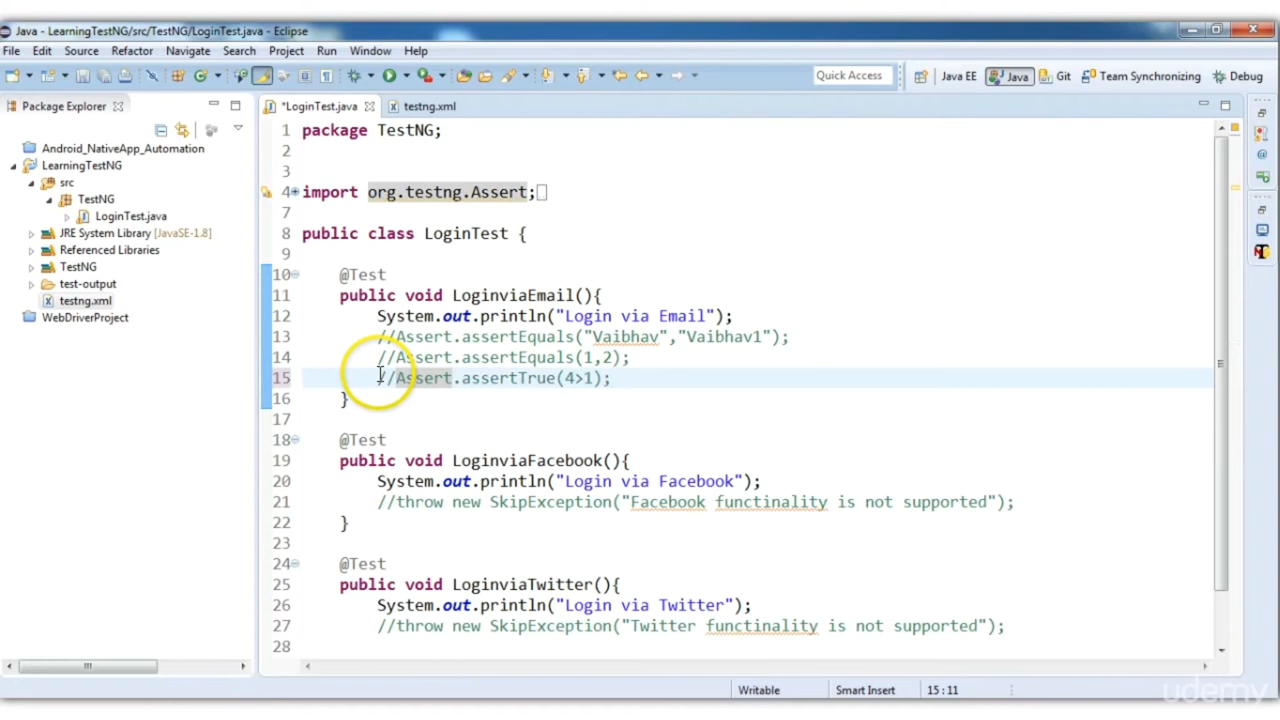 Java - LearningTestNG/src/TestNG/LoginTest.java - Eclipse
File Edit Source Refactor Navigate Search Project Run Window Help
Quick Access Java EE Java Git Team Synchronizing Debug
Package Explorer
*LoginTest.java testng.xml
Android_NativeApp_Automation
LearningTestNG
src
TestNG
LoginTest.java
JRE System Library [JavaSE-1.8]
Referenced Libraries
TestNG
test-output
testng.xml
WebDriverProject
1 package TestNG;
2
3
4 import org.testng.Assert;
7
8 public class LoginTest {
9
10 @Test
11 public void LoginviaEmail(){
12 System.out.println("Login via Email");
13 //Assert.assertEquals("Vaibhav","Vaibhav1");
14 //Assert.assertEquals(1,2);
15 //Assert.assertTrue(4>1);
16 }
17
18 @Test
19 public void LoginviaFacebook(){
20 System.out.println("Login via Facebook");
21 //throw new SkipException("Facebook functinality is not supported");
22 }
23
24 @Test
25 public void LoginviaTwitter(){
26 System.out.println("Login via Twitter");
27 //throw new SkipException("Twitter functinality is not supported");
28
Writable Smart Insert 15:11
udemy